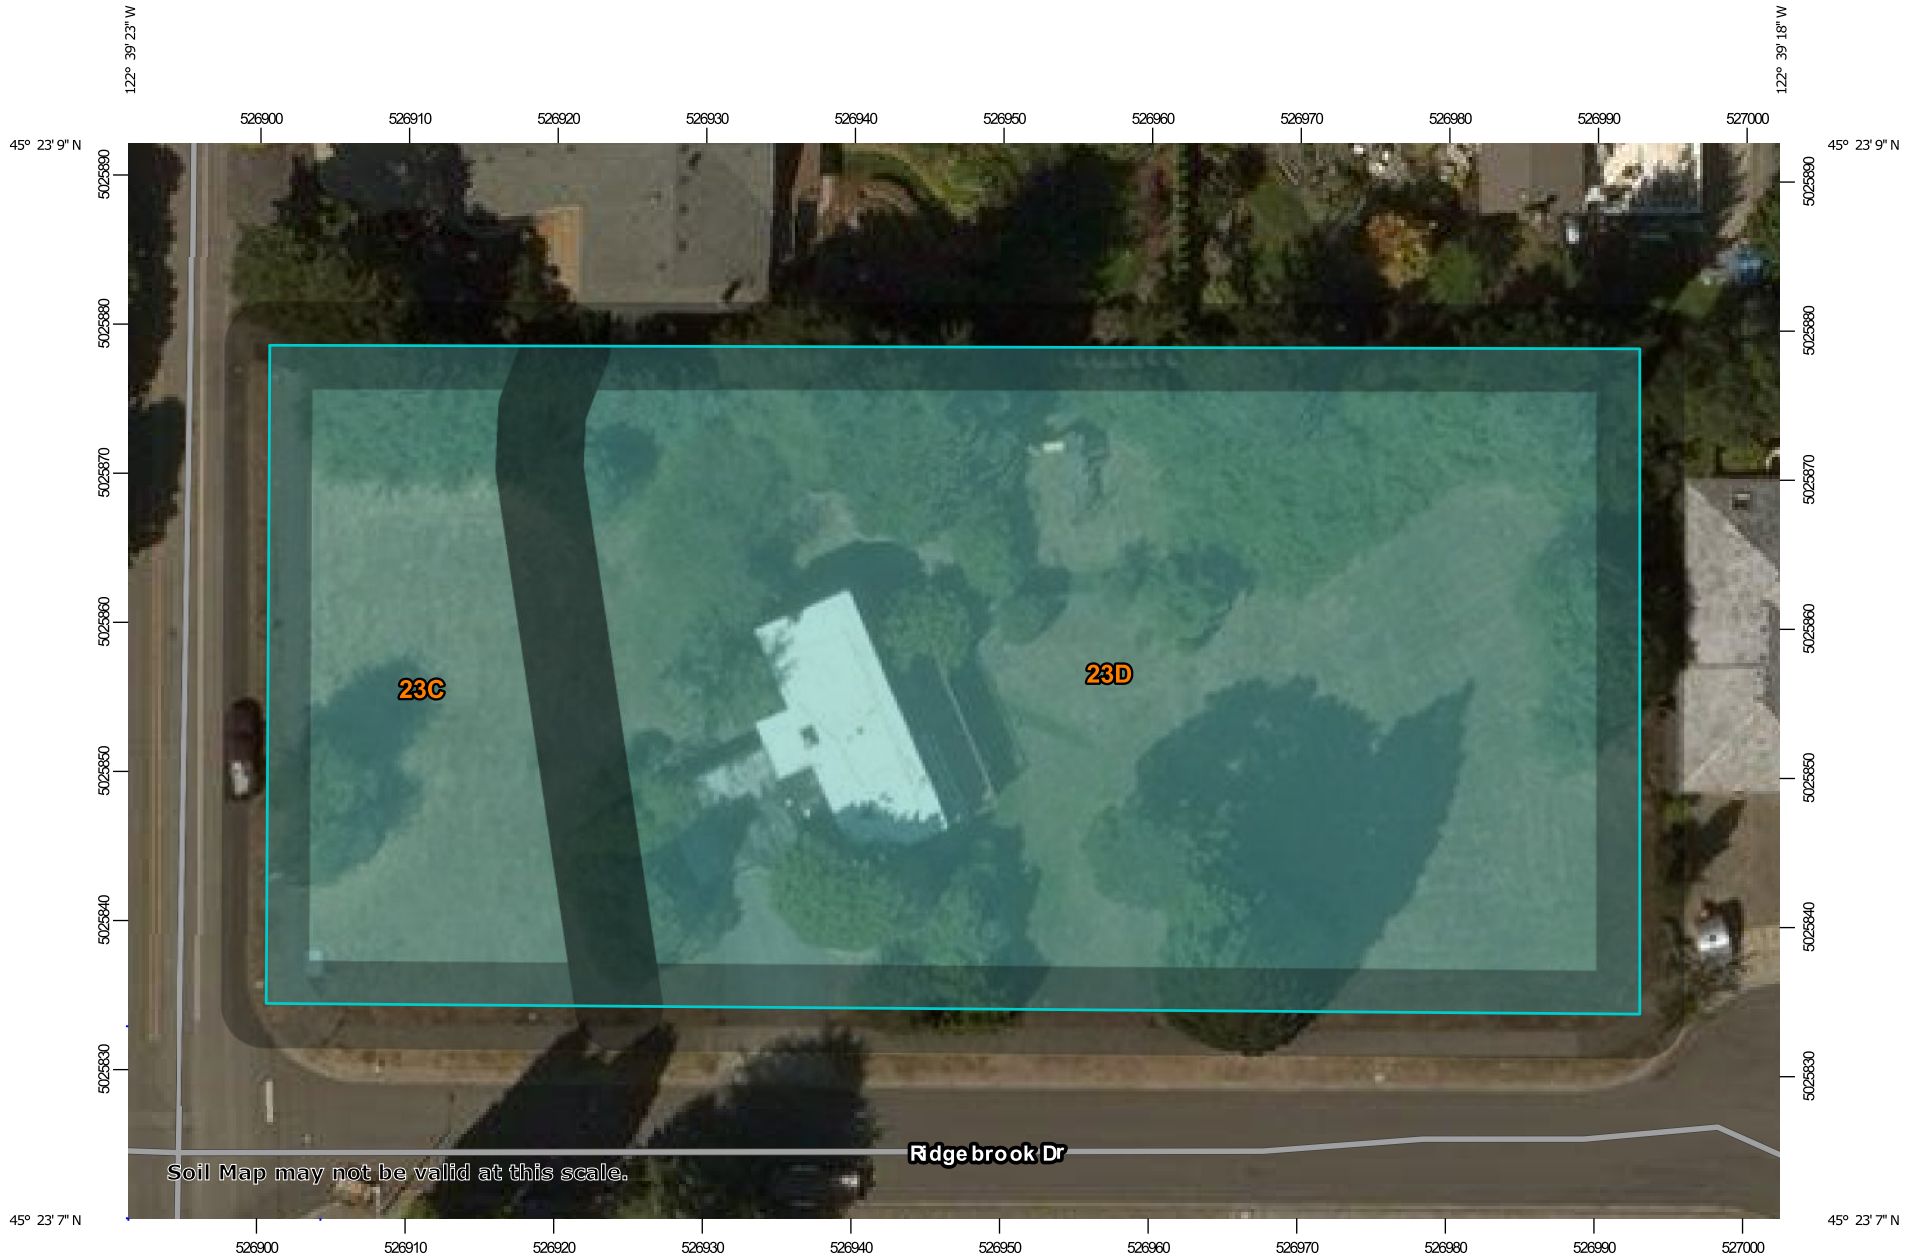 122° 39' 23" W
122° 39' 18" W
526900 526910 526920 526930 526940 526950 526960 526970 526980 526990 527000
45° 23' 9" N
45° 23' 9" N
5025890
5025890
5025880
5025880
5025870
5025870
5025860
5025860
23D
23C
5025850
5025850
5025840
5025840
5025830
5025830
Ridgebrook Dr
Soil Map may not be valid at this scale.
45° 23' 7" N
45° 23' 7" N
526900 526910 526920 526930 526940 526950 526960 526970 526980 526990 527000